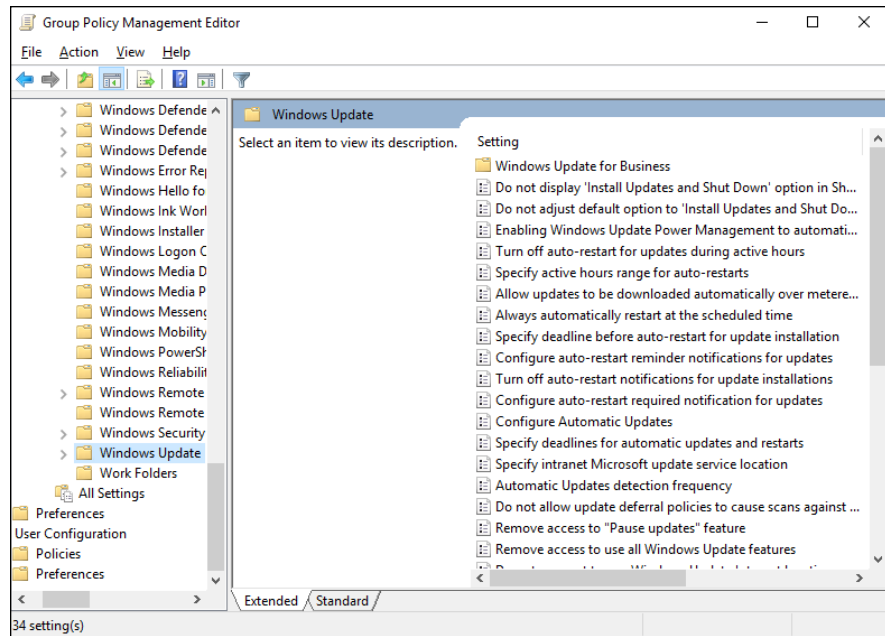 Group Policy Management Editor
File Action View Help
Windows Defende
Windows Defende
Windows Defende
Windows Error Re
Windows Hello fo
Windows Ink Worl
Windows Installer
Windows Logon C
Windows Media D
Windows Media P
Windows Messeng
Windows Mobility
Windows PowerSh
Windows Reliabilit
Windows Remote
Windows Remote
Windows Security
Windows Update
Work Folders
All Settings
Preferences
User Configuration
Policies
Preferences
Windows Update
Select an item to view its description.
Setting
Windows Update for Business
Do not display 'Install Updates and Shut Down' option in Sh...
Do not adjust default option to 'Install Updates and Shut Do...
Enabling Windows Update Power Management to automati...
Turn off auto-restart for updates during active hours
Specify active hours range for auto-restarts
Allow updates to be downloaded automatically over metere...
Always automatically restart at the scheduled time
Specify deadline before auto-restart for update installation
Configure auto-restart reminder notifications for updates
Turn off auto-restart notifications for update installations
Configure auto-restart required notification for updates
Configure Automatic Updates
Specify deadlines for automatic updates and restarts
Specify intranet Microsoft update service location
Automatic Updates detection frequency
Do not allow update deferral policies to cause scans against ...
Remove access to "Pause updates" feature
Remove access to use all Windows Update features
Extended Standard
34 setting(s)